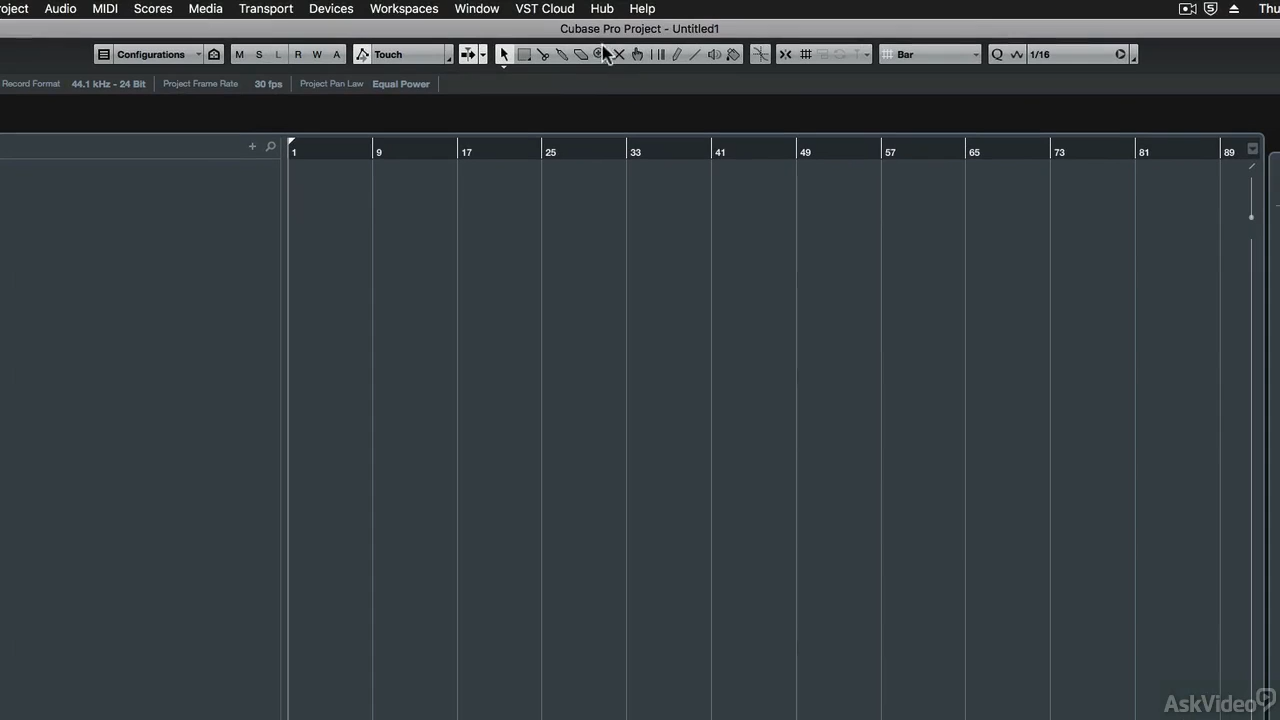 roject Audio MIDI Scores Media Transport Devices Workspaces Window VST Cloud Hub Help Thu
Cubase Pro Project - Untitled1
Configurations M S L R W A Touch Bar Q 1/16
Record Format 44.1 kHz - 24 Bit Project Frame Rate 30 fps Project Pan Law Equal Power
1 9 17 25 33 41 49 57 65 73 81 89
AskVideo